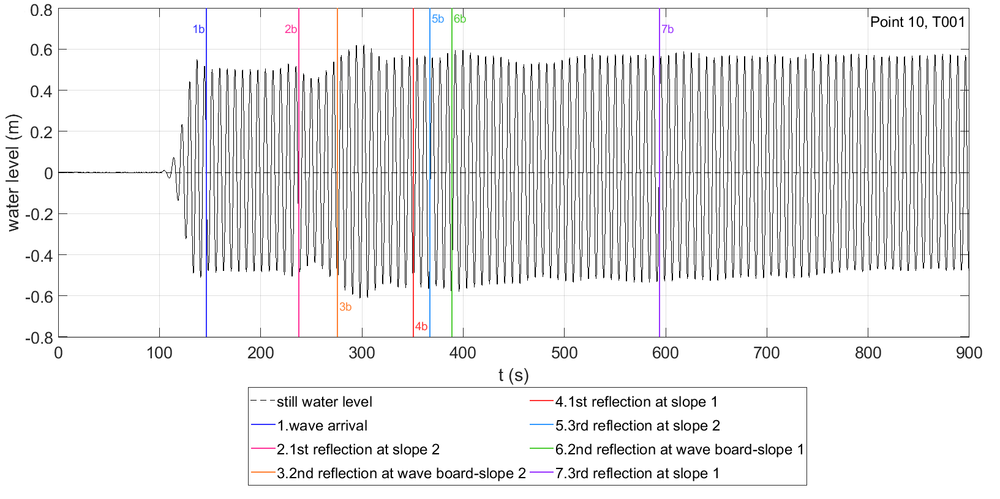 Point 10, T001
1b
2b
3b
4b
5b
6b
7b
0.8
0.6
0.4
0.2
0
-0.2
-0.4
-0.6
-0.8
water level (m)
0 100 200 300 400 500 600 700 800 900
t (s)
still water level
1.wave arrival
2.1st reflection at slope 2
3.2nd reflection at wave board-slope 2
4.1st reflection at slope 1
5.3rd reflection at slope 2
6.2nd reflection at wave board-slope 1
7.3rd reflection at slope 1